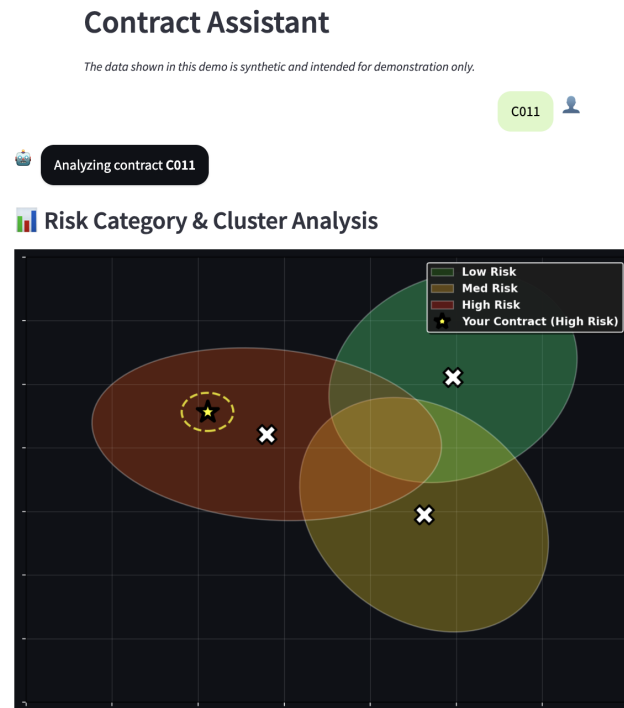 Contract Assistant
The data shown in this demo is synthetic and intended for demonstration only.
C011
Analyzing contract C011
Risk Category & Cluster Analysis
Low Risk
Med Risk
High Risk
Your Contract (High Risk)